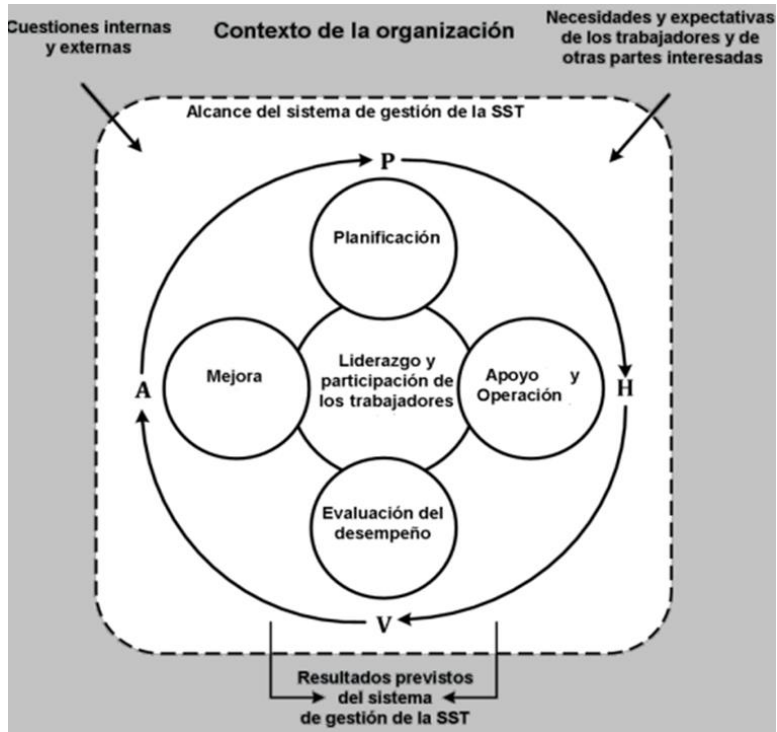 Cuestiones internas
y externas
Contexto de la organización
Necesidades y expectativas
de los trabajadores y de
otras partes interesadas
Alcance del sistema de gestión de la SST
P
Planificación
Mejora
Liderazgo y
participación de
los trabajadores
Apoyo y
Operación
A
H
Evaluación del
desempeño
V
Resultados previstos
del sistema
de gestión de la SST